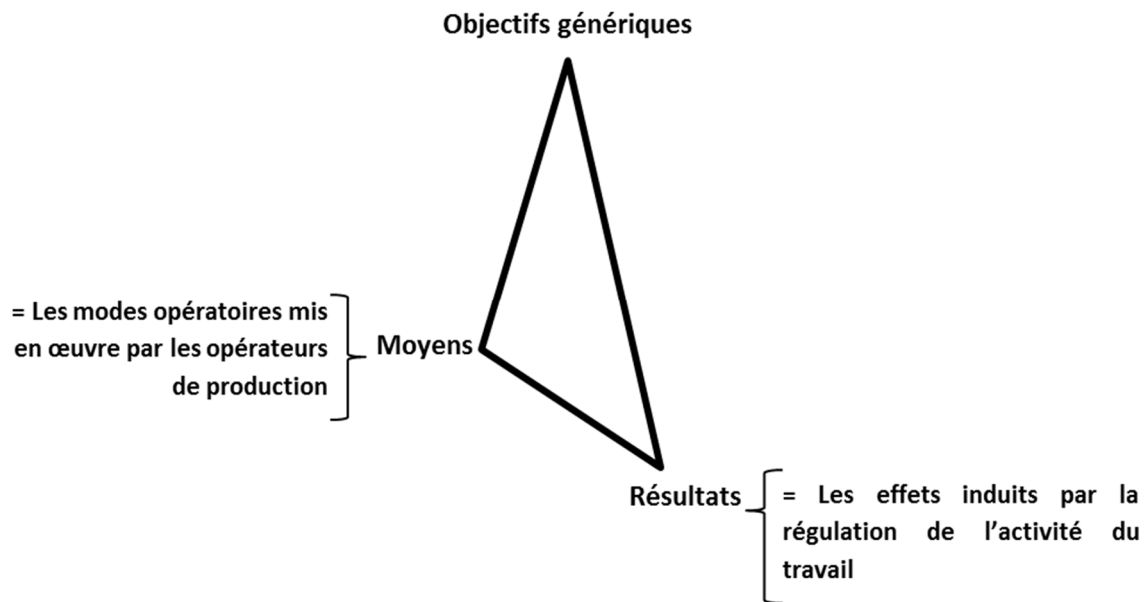 Objectifs génériques
= Les modes opératoires mis
en œuvre par les opérateurs
de production
Moyens
Résultats
= Les effets induits par la
régulation de l’activité du
travail